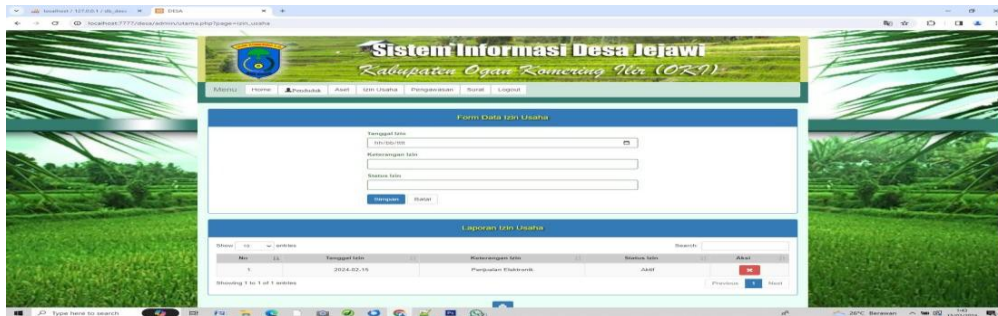 localhost / 127.0.0.1 / db_desa
DESA
localhost:7777/desa/admin/utama.php?page=izin_usaha
Sistem Informasi Desa Jejawi
Kabupaten Ogan Komering Ilir (OKI)
Menu Home Penduduk Aset Izin Usaha Pengawasan Surat Logout
Form Data Izin Usaha
Tanggal Izin
hh/bb/tttt
Keterangan Izin
Status Izin
Simpan Batal
Laporan Izin Usaha
Show 10 entries Search:
No Tanggal Izin Keterangan Izin Status Izin Aksi
1 2024-02-15 Penjualan Elektronik Aktif
Showing 1 to 1 of 1 entries Previous 1 Next
Type here to search
26°C Berawan
1:43